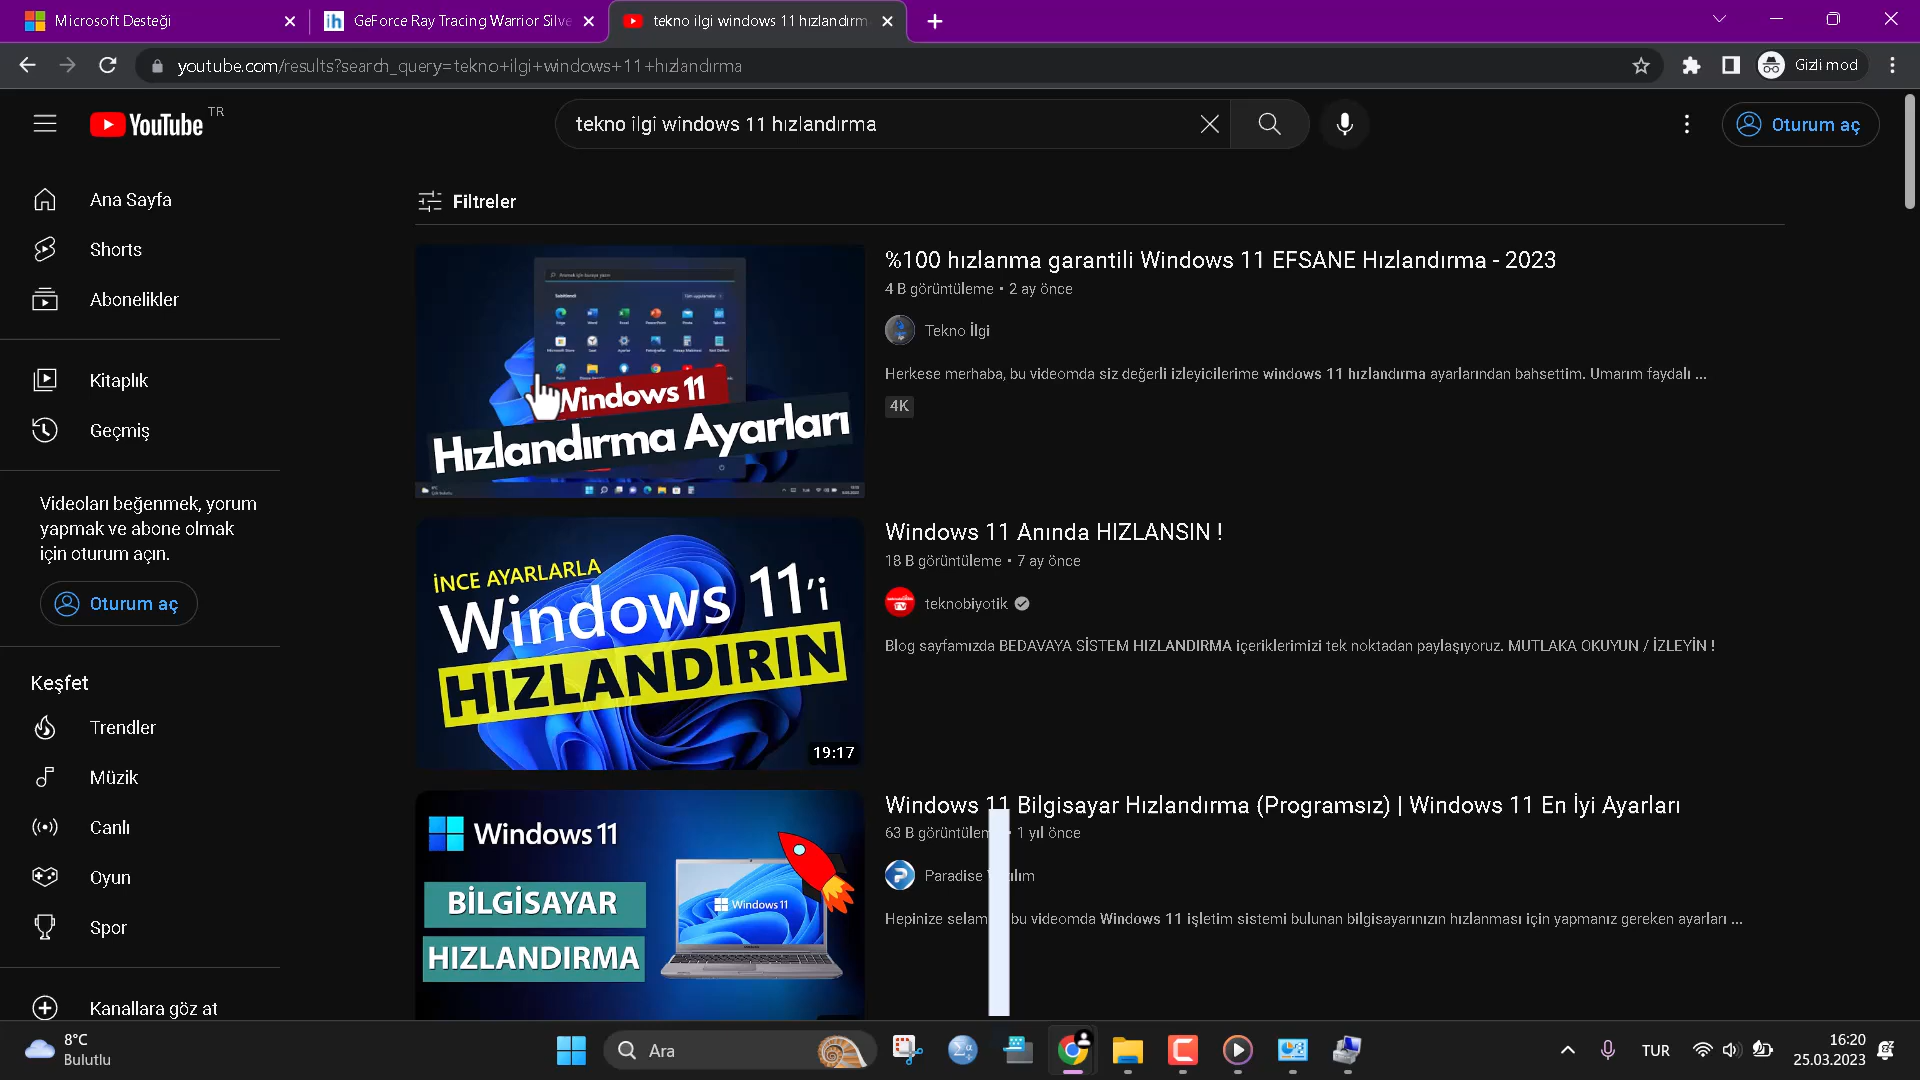 Microsoft Desteği
GeForce Ray Tracing Warrior Silve
tekno ilgi windows 11 hızlandırm
youtube.com/results?search_query=tekno+ilgi+windows+11+hızlandırma
Gizli mod
YouTube TR
tekno ilgi windows 11 hızlandırma
Oturum aç
Ana Sayfa
Shorts
Abonelikler
Kitaplık
Geçmiş
Videoları beğenmek, yorum
yapmak ve abone olmak
için oturum açın.
Oturum aç
Keşfet
Trendler
Müzik
Canlı
Oyun
Spor
Kanallara göz at
Filtreler
Windows 11
Hızlandırma Ayarları
%100 hızlanma garantili Windows 11 EFSANE Hızlandırma - 2023
4 B görüntüleme • 2 ay önce
Tekno İlgi
Herkese merhaba, bu videomda siz değerli izleyicilerime windows 11 hızlandırma ayarlarından bahsettim. Umarım faydalı ...
4K
İNCE AYARLARLA
Windows 11'i
HIZLANDIRIN
19:17
Windows 11 Anında HIZLANSIN !
18 B görüntüleme • 7 ay önce
teknobiyotik
Blog sayfamızda BEDAVAYA SİSTEM HIZLANDIRMA içeriklerimizi tek noktadan paylaşıyoruz. MUTLAKA OKUYUN / İZLEYİN !
Windows 11
BİLGİSAYAR
HIZLANDIRMA
Windows 11
Windows 11 Bilgisayar Hızlandırma (Programsız) | Windows 11 En İyi Ayarları
63 B görüntülem • 1 yıl önce
Paradise
Hepinize selam bu videomda Windows 11 işletim sistemi bulunan bilgisayarınızın hızlanması için yapmanız gereken ayarları ...
8°C
Bulutlu
Ara
TUR
16:20
25.03.2023